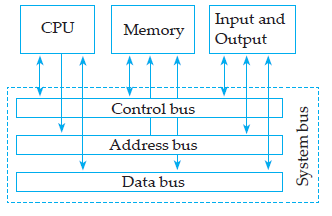 CPU
Memory
Input and
Output
Control bus
Address bus
Data bus
System bus